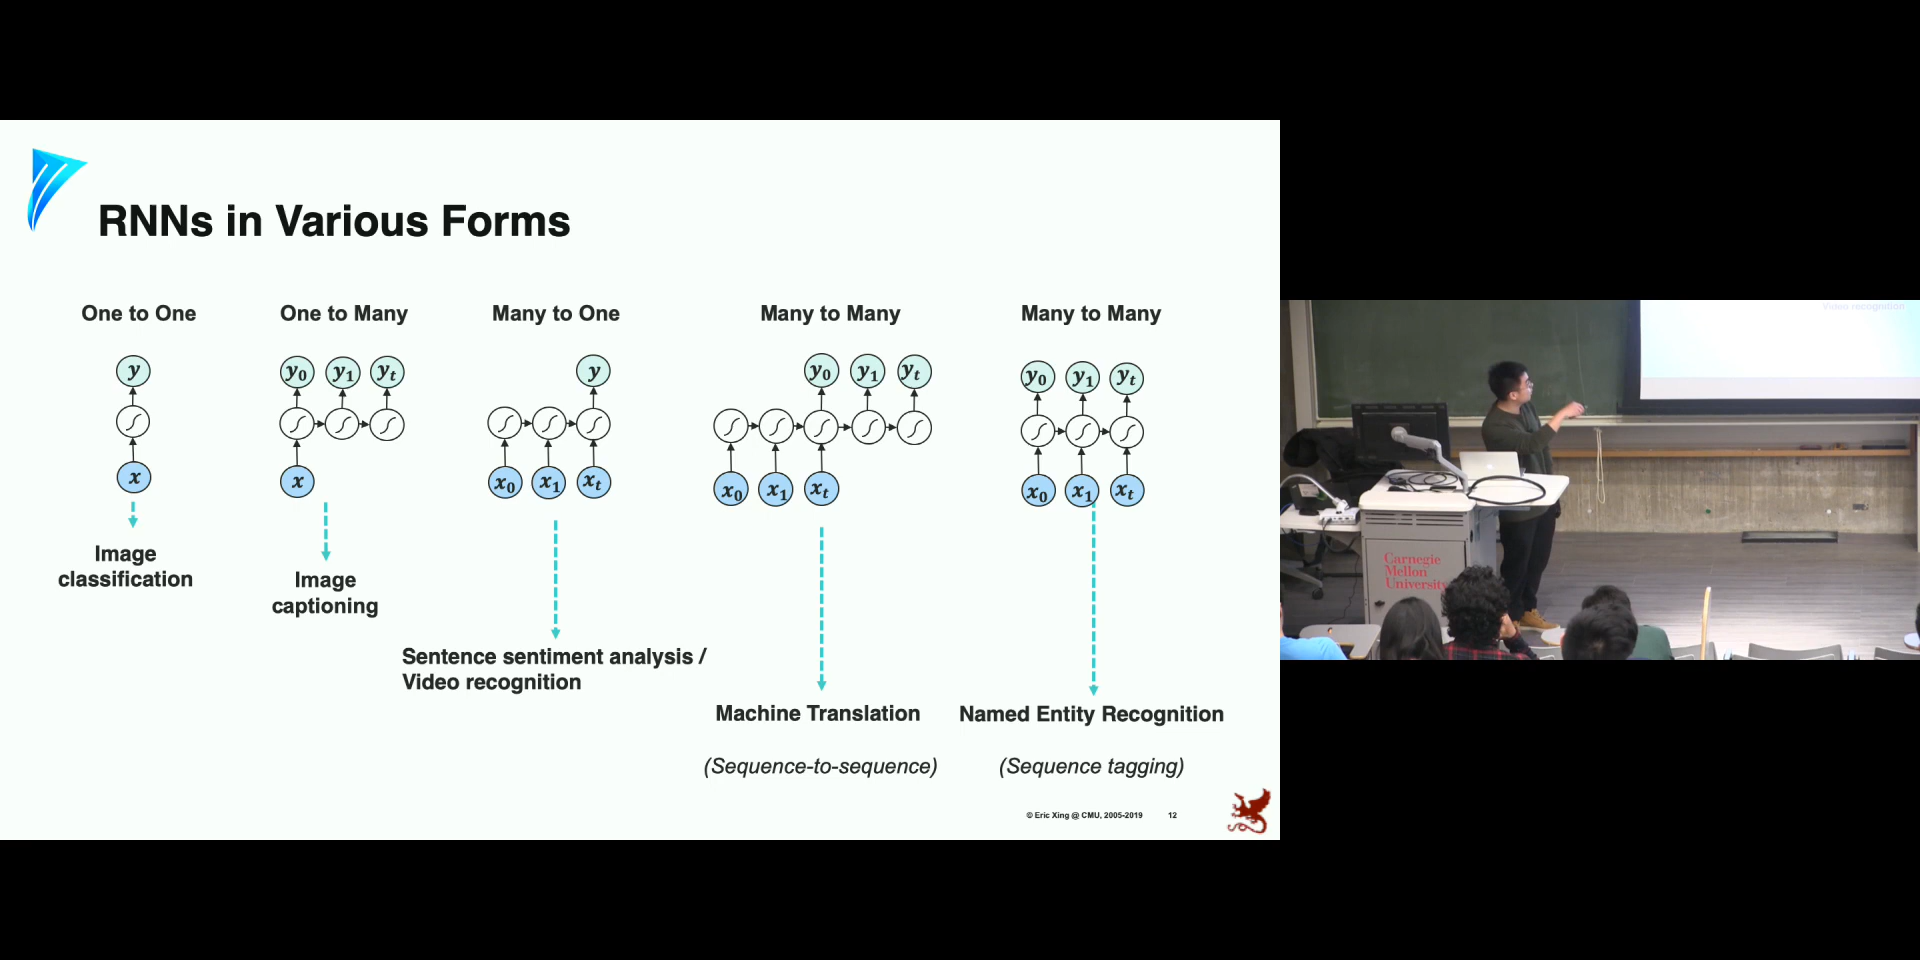 RNNs in Various Forms
One to One
One to Many
Many to One
Many to Many
Many to Many
y
y0 y1 yt
y
y0 y1 yt
y0 y1 yt
x
x
x0 x1 xt
x0 x1 xt
x0 x1 xt
Image
classification
Image
captioning
Sentence sentiment analysis /
Video recognition
Machine Translation
(Sequence-to-sequence)
Named Entity Recognition
(Sequence tagging)
© Eric Xing @ CMU, 2005-2019
12
Video recognition
Carnegie
Mellon
University